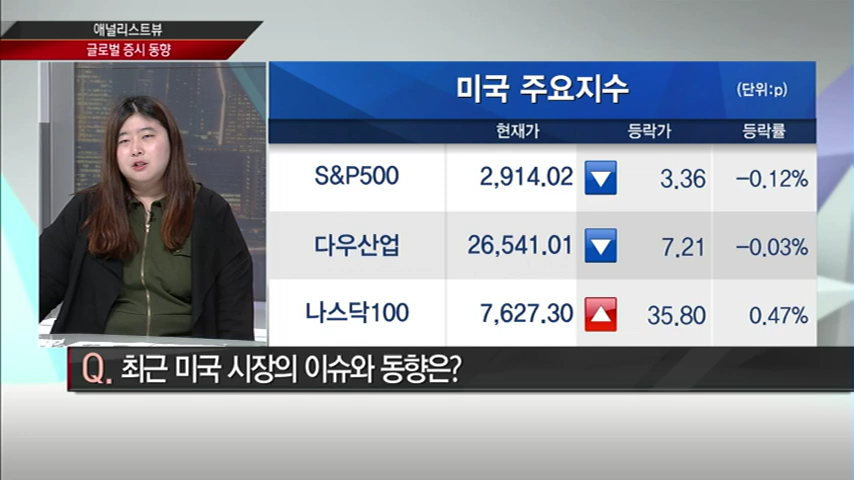 애널리스트뷰
글로벌 증시 동향
미국 주요지수 (단위:p)
현재가 등락가 등락률
S&P500 2,914.02 ▼ 3.36 -0.12%
다우산업 26,541.01 ▼ 7.21 -0.03%
나스닥100 7,627.30 ▲ 35.80 0.47%
Q. 최근 미국 시장의 이슈와 동향은?